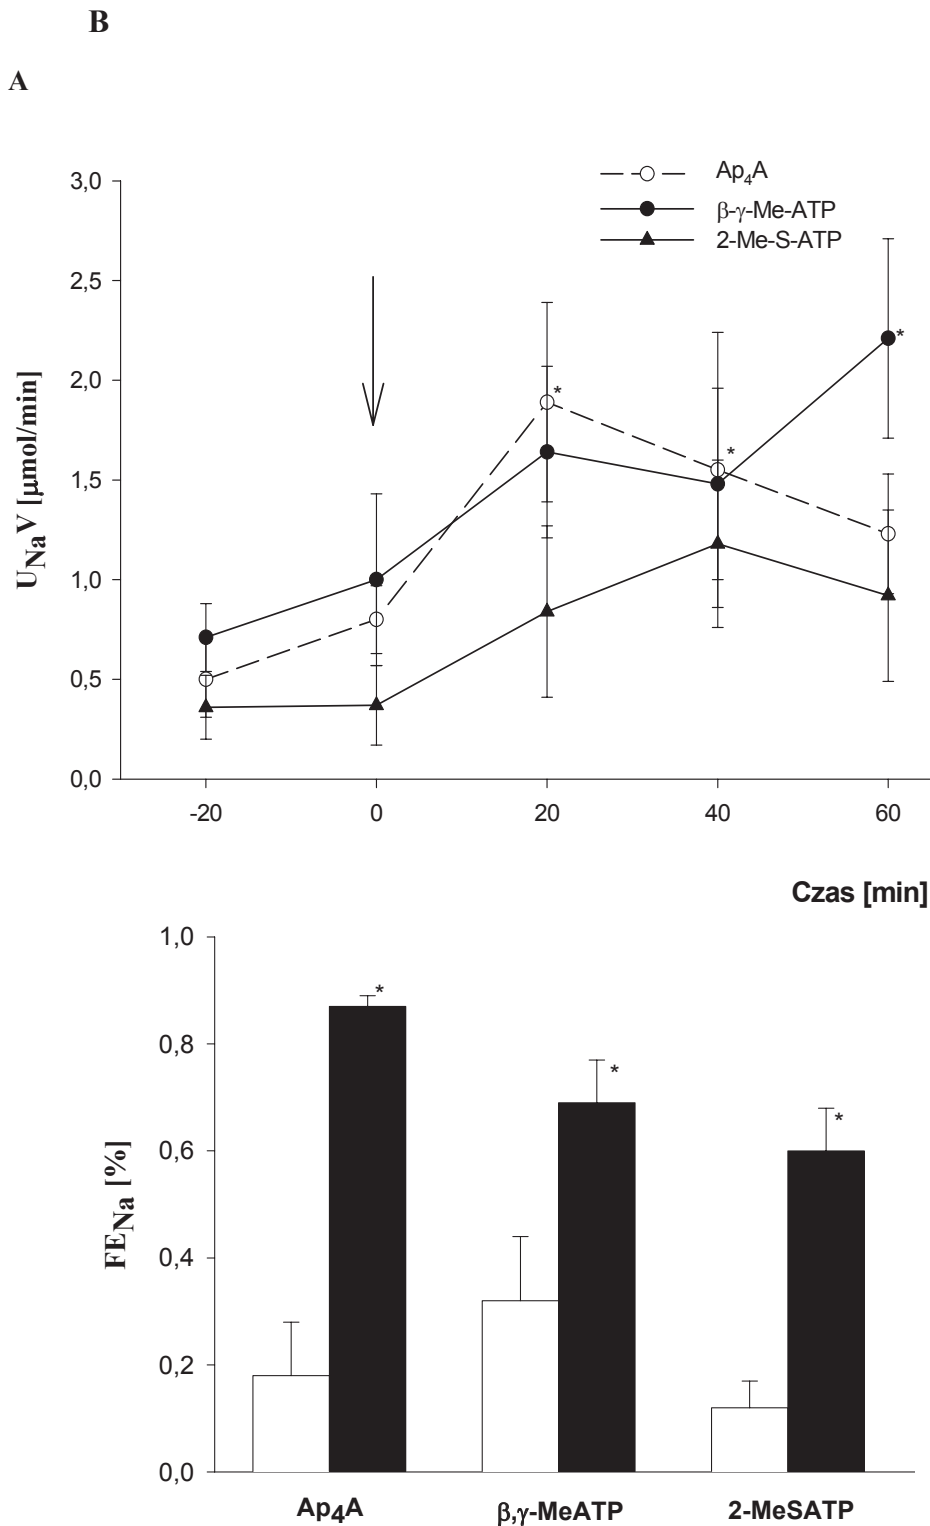 B
A
Ap4A
β-γ-Me-ATP
2-Me-S-ATP
3,0
2,5
2,0
1,5
1,0
0,5
0,0
UNaV [µmol/min]
*
*
*
-20 0 20 40 60
Czas [min]
1,0
0,8
0,6
0,4
0,2
0,0
FENa [%]
*
*
*
Ap4A β,γ-MeATP 2-MeSATP